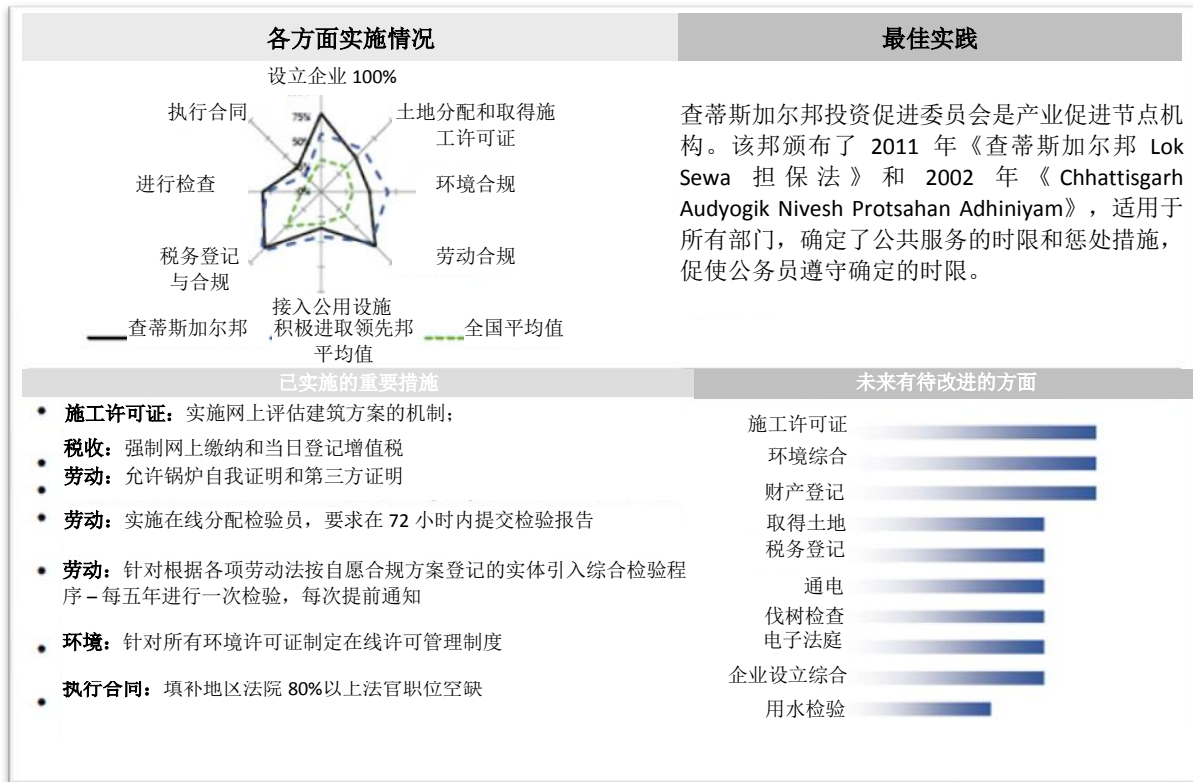 各方面实施情况
设立企业 100%
执行合同
75%
土地分配和取得施
工许可证
50%
进行检查
环境合规
税务登记
与合规
劳动合规
接入公用设施
查蒂斯加尔邦
积极进取领先邦
平均值
全国平均值
最佳实践
查蒂斯加尔邦投资促进委员会是产业促进节点机
构。该邦颁布了 2011 年《查蒂斯加尔邦 Lok
Sewa 担保法》和 2002 年《Chhattisgarh
Audyogik Nivesh Protsahan Adhiniyam》，适用于
所有部门，确定了公共服务的时限和惩处措施，
促使公务员遵守确定的时限。
已实施的重要措施
• 施工许可证：实施网上评估建筑方案的机制；
• 税收：强制网上缴纳和当日登记增值税
• 劳动：允许锅炉自我证明和第三方证明
• 劳动：实施在线分配检验员，要求在 72 小时内提交检验报告
• 劳动：针对根据各项劳动法按自愿合规方案登记的实体引入综合检验程
序 – 每五年进行一次检验，每次提前通知
• 环境：针对所有环境许可证制定在线许可管理制度
• 执行合同：填补地区法院 80%以上法官职位空缺
未来有待改进的方面
施工许可证
环境综合
财产登记
取得土地
税务登记
通电
伐树检查
电子法庭
企业设立综合
用水检验